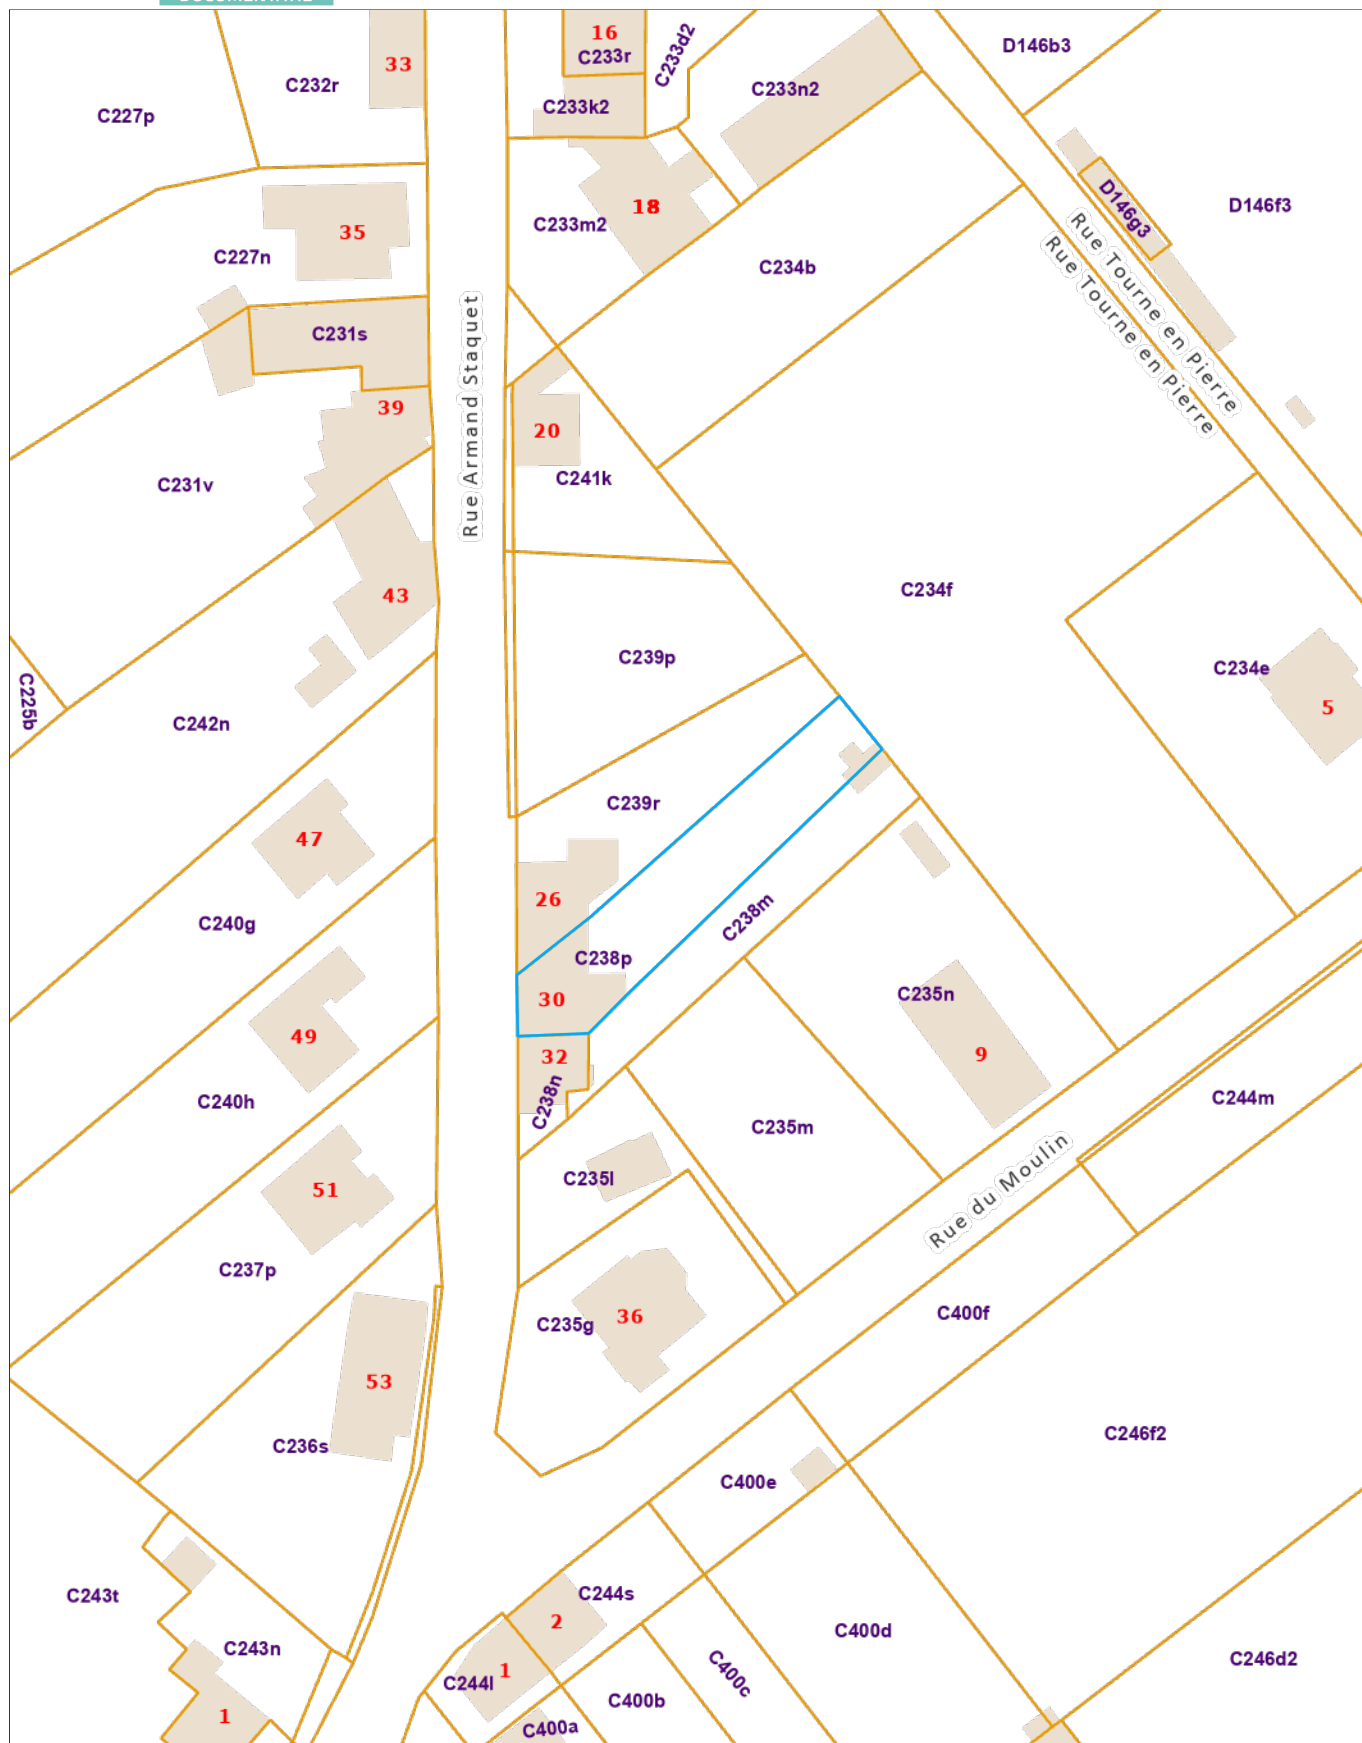 16
C233r
C233d2
33
C232r
D146b3
C227p
C233k2
C233n2
D146g3
D146f3
18
C233m2
35
C227n
C234b
Rue Tourne en Pierre
Rue Tourne en Pierre
C231s
Rue Armand Staquet
39
20
C241k
C231v
43
C234f
C239p
C234e
5
C225b
C242n
C239r
47
26
C238m
C240g
C238p
30
C235n
49
32
9
C238n
C240h
C244m
C235m
51
C235l
Rue du Moulin
C237p
36
C235g
C400f
53
C236s
C246f2
C400e
C243t
C244s
2
C243n
C400d
C246d2
C244l
1
C400c
C400b
1
C400a